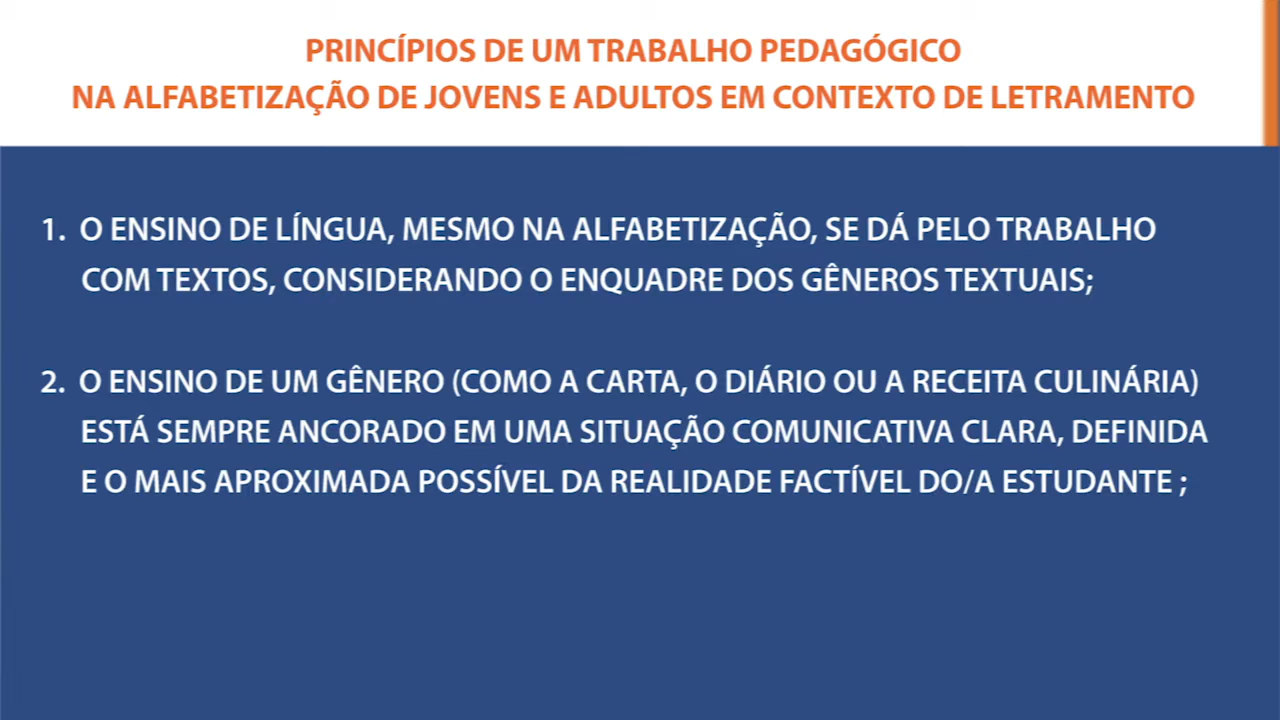 PRINCÍPIOS DE UM TRABALHO PEDAGÓGICO
NA ALFABETIZAÇÃO DE JOVENS E ADULTOS EM CONTEXTO DE LETRAMENTO
1. O ENSINO DE LÍNGUA, MESMO NA ALFABETIZAÇÃO, SE DÁ PELO TRABALHO
COM TEXTOS, CONSIDERANDO O ENQUADRE DOS GÊNEROS TEXTUAIS;
2. O ENSINO DE UM GÊNERO (COMO A CARTA, O DIÁRIO OU A RECEITA CULINÁRIA)
ESTÁ SEMPRE ANCORADO EM UMA SITUAÇÃO COMUNICATIVA CLARA, DEFINIDA
E O MAIS APROXIMADA POSSÍVEL DA REALIDADE FACTÍVEL DO/A ESTUDANTE ;